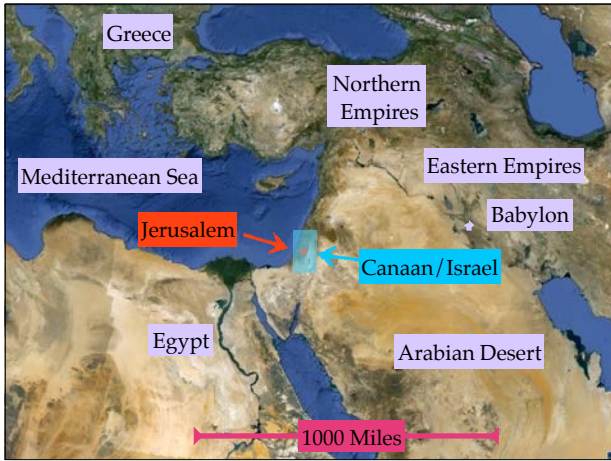 Greece
Northern
Empires
Eastern Empires
Mediterranean Sea
Babylon
Jerusalem
Canaan/Israel
Egypt
Arabian Desert
1000 Miles